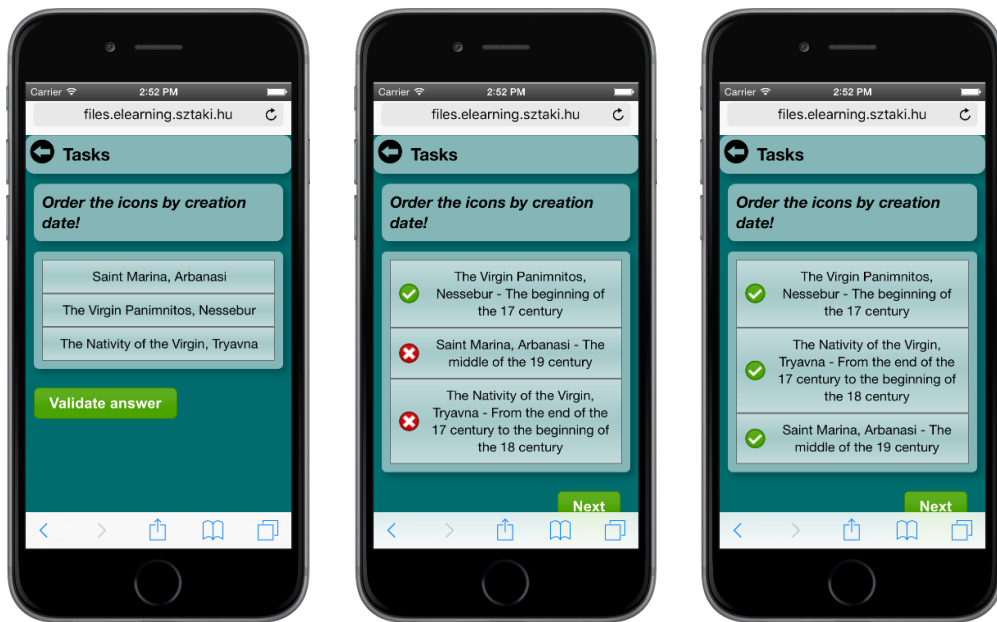 Carrier 2:52 PM
files.elearning.sztaki.hu
Tasks
Order the icons by creation
date!
Saint Marina, Arbanasi
The Virgin Panimnitos, Nessebur
The Nativity of the Virgin, Tryavna
Validate answer
Carrier 2:52 PM
files.elearning.sztaki.hu
Tasks
Order the icons by creation
date!
The Virgin Panimnitos,
Nessebur - The beginning of
the 17 century
Saint Marina, Arbanasi - The
middle of the 19 century
The Nativity of the Virgin,
Tryavna - From the end of the
17 century to the beginning of
the 18 century
Next
Carrier 2:52 PM
files.elearning.sztaki.hu
Tasks
Order the icons by creation
date!
The Virgin Panimnitos,
Nessebur - The beginning of
the 17 century
The Nativity of the Virgin,
Tryavna - From the end of the
17 century to the beginning of
the 18 century
Saint Marina, Arbanasi - The
middle of the 19 century
Next